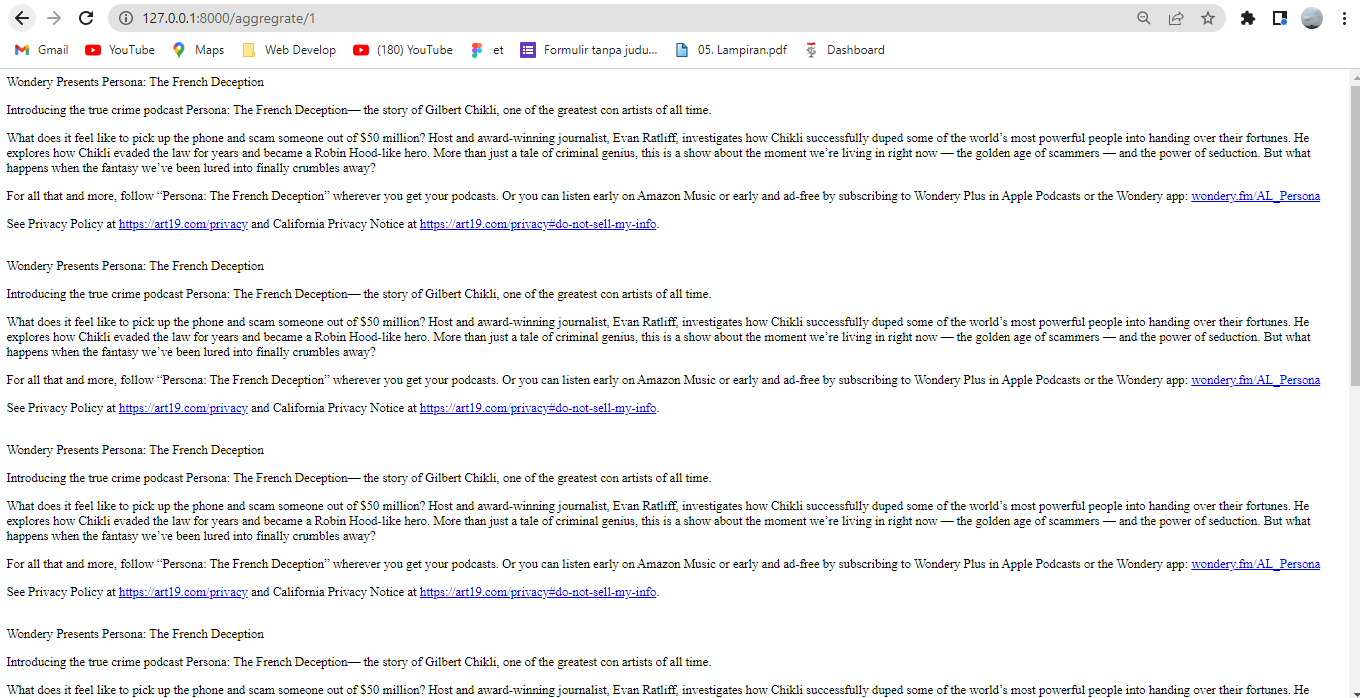 127.0.0.1:8000/aggregrate/1
Gmail YouTube Maps Web Develop (180) YouTube et Formulir tanpa judu... 05. Lampiran.pdf Dashboard
Wondery Presents Persona: The French Deception
Introducing the true crime podcast Persona: The French Deception— the story of Gilbert Chikli, one of the greatest con artists of all time.
What does it feel like to pick up the phone and scam someone out of $50 million? Host and award-winning journalist, Evan Ratliff, investigates how Chikli successfully duped some of the world’s most powerful people into handing over their fortunes. He
explores how Chikli evaded the law for years and became a Robin Hood-like hero. More than just a tale of criminal genius, this is a show about the moment we’re living in right now — the golden age of scammers — and the power of seduction. But what
happens when the fantasy we’ve been lured into finally crumbles away?
For all that and more, follow “Persona: The French Deception” wherever you get your podcasts. Or you can listen early on Amazon Music or early and ad-free by subscribing to Wondery Plus in Apple Podcasts or the Wondery app: wondery.fm/AL_Persona
See Privacy Policy at https://art19.com/privacy and California Privacy Notice at https://art19.com/privacy#do-not-sell-my-info.
Wondery Presents Persona: The French Deception
Introducing the true crime podcast Persona: The French Deception— the story of Gilbert Chikli, one of the greatest con artists of all time.
What does it feel like to pick up the phone and scam someone out of $50 million? Host and award-winning journalist, Evan Ratliff, investigates how Chikli successfully duped some of the world’s most powerful people into handing over their fortunes. He
explores how Chikli evaded the law for years and became a Robin Hood-like hero. More than just a tale of criminal genius, this is a show about the moment we’re living in right now — the golden age of scammers — and the power of seduction. But what
happens when the fantasy we’ve been lured into finally crumbles away?
For all that and more, follow “Persona: The French Deception” wherever you get your podcasts. Or you can listen early on Amazon Music or early and ad-free by subscribing to Wondery Plus in Apple Podcasts or the Wondery app: wondery.fm/AL_Persona
See Privacy Policy at https://art19.com/privacy and California Privacy Notice at https://art19.com/privacy#do-not-sell-my-info.
Wondery Presents Persona: The French Deception
Introducing the true crime podcast Persona: The French Deception— the story of Gilbert Chikli, one of the greatest con artists of all time.
What does it feel like to pick up the phone and scam someone out of $50 million? Host and award-winning journalist, Evan Ratliff, investigates how Chikli successfully duped some of the world’s most powerful people into handing over their fortunes. He
explores how Chikli evaded the law for years and became a Robin Hood-like hero. More than just a tale of criminal genius, this is a show about the moment we’re living in right now — the golden age of scammers — and the power of seduction. But what
happens when the fantasy we’ve been lured into finally crumbles away?
For all that and more, follow “Persona: The French Deception” wherever you get your podcasts. Or you can listen early on Amazon Music or early and ad-free by subscribing to Wondery Plus in Apple Podcasts or the Wondery app: wondery.fm/AL_Persona
See Privacy Policy at https://art19.com/privacy and California Privacy Notice at https://art19.com/privacy#do-not-sell-my-info.
Wondery Presents Persona: The French Deception
Introducing the true crime podcast Persona: The French Deception— the story of Gilbert Chikli, one of the greatest con artists of all time.
What does it feel like to pick up the phone and scam someone out of $50 million? Host and award-winning journalist, Evan Ratliff, investigates how Chikli successfully duped some of the world’s most powerful people into handing over their fortunes. He